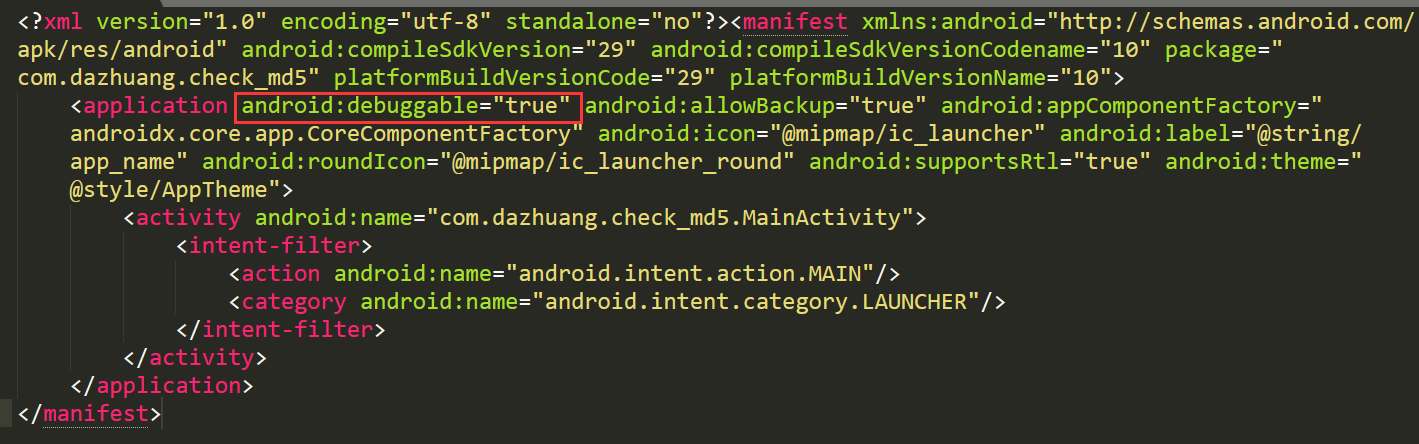 <?xml version="1.0" encoding="utf-8" standalone="no"?><manifest xmlns:android="http://schemas.android.com/
apk/res/android" android:compileSdkVersion="29" android:compileSdkVersionCodename="10" package="
com.dazhuang.check_md5" platformBuildVersionCode="29" platformBuildVersionName="10">
    <application android:debuggable="true" android:allowBackup="true" android:appComponentFactory="
    androidx.core.app.CoreComponentFactory" android:icon="@mipmap/ic_launcher" android:label="@string/
    app_name" android:roundIcon="@mipmap/ic_launcher_round" android:supportsRtl="true" android:theme="
    @style/AppTheme">
        <activity android:name="com.dazhuang.check_md5.MainActivity">
            <intent-filter>
                <action android:name="android.intent.action.MAIN"/>
                <category android:name="android.intent.category.LAUNCHER"/>
            </intent-filter>
        </activity>
    </application>
</manifest>